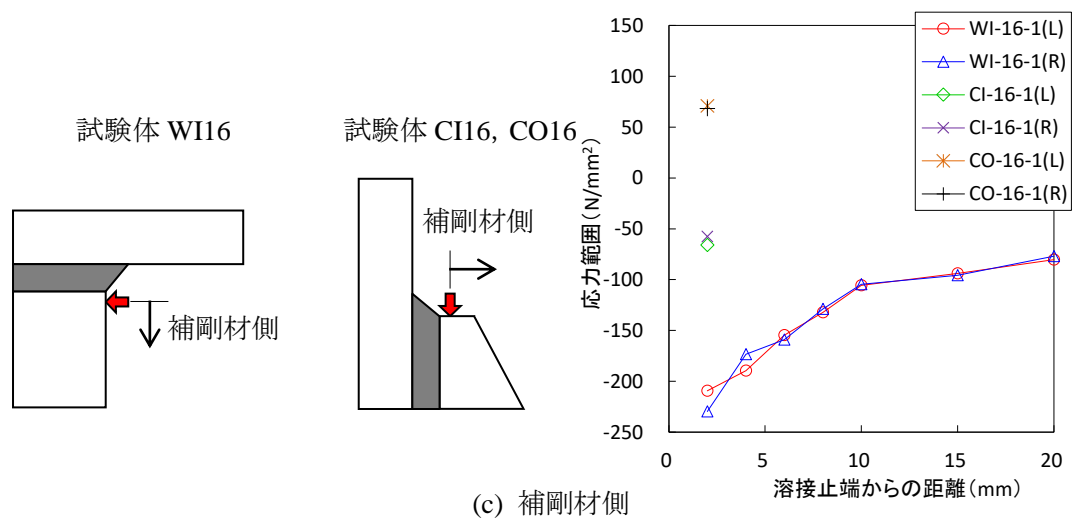 試験体 WI16
補剛材側
試験体 CI16, CO16
補剛材側
応力範囲(N/mm²)
150
100
50
0
-50
-100
-150
-200
-250
0
5
10
15
20
溶接止端からの距離(mm)
WI-16-1(L)
WI-16-1(R)
CI-16-1(L)
CI-16-1(R)
CO-16-1(L)
CO-16-1(R)
(c) 補剛材側